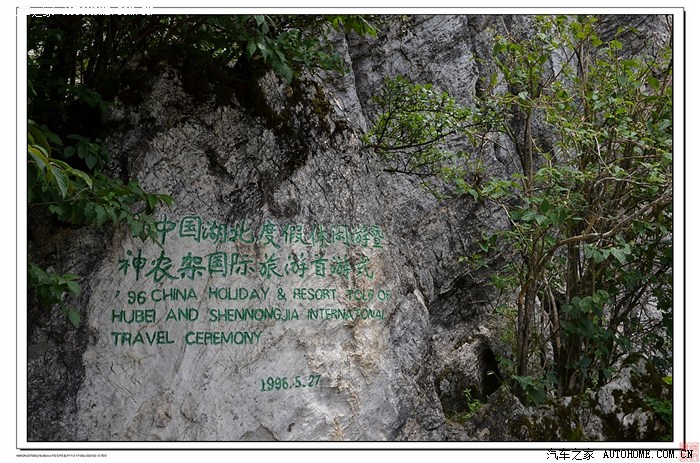 中国湖北度假休闲游暨
神农架国际旅游首游式
' 96 CHINA HOLIDAY & RESORT TOUR OF
HUBEI AND SHENNONGJIA INTERNATIONAL
TRAVEL CEREMONY
1996.5.27
汽车之家 AUTOHOME.COM.CN